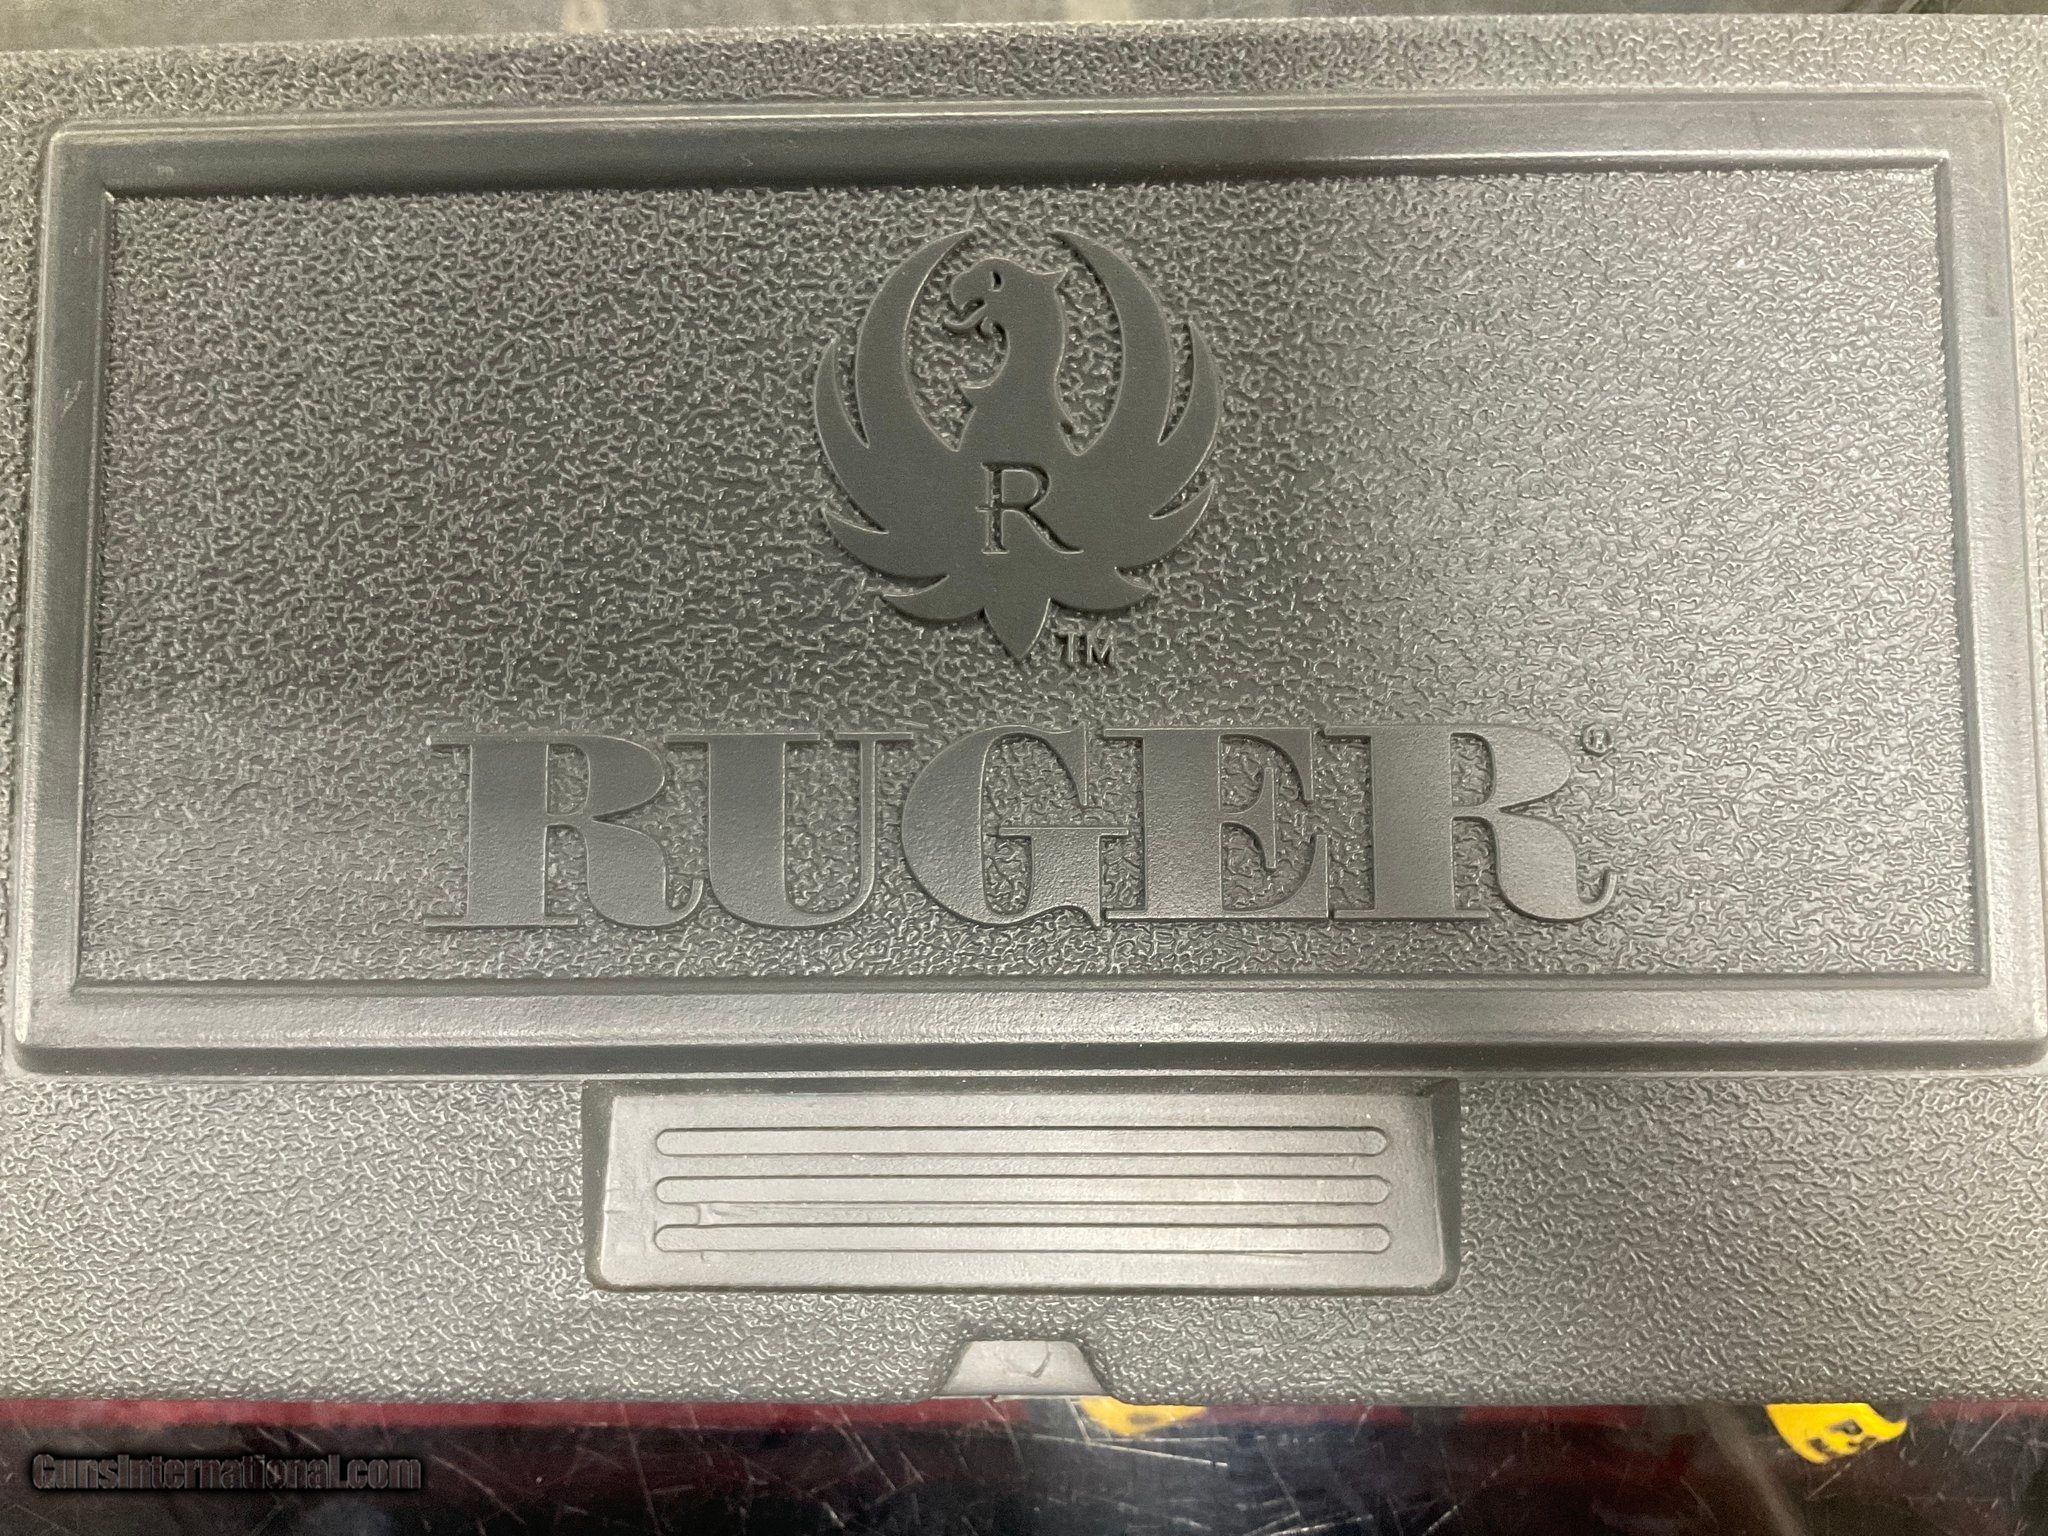 R
TM
RUGER®
GunsInternational.com